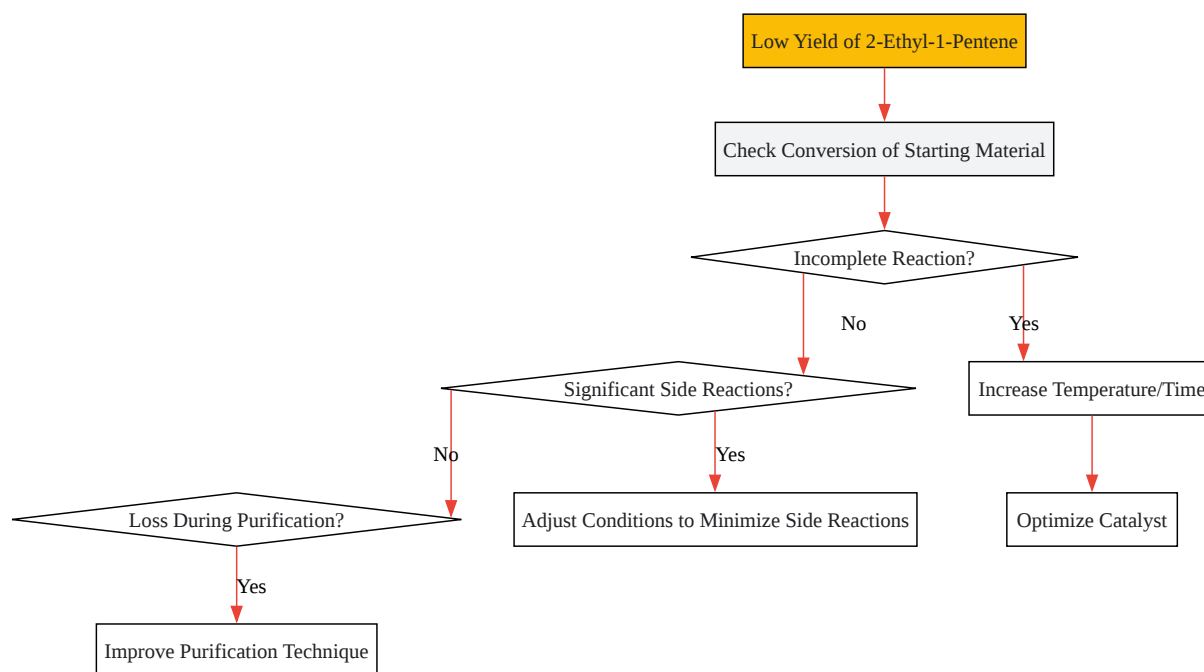 Low Yield of 2-Ethyl-1-Pentene
Check Conversion of Starting Material
Incomplete Reaction?
No
Yes
Significant Side Reactions?
Increase Temperature/Time
No
Yes
Loss During Purification?
Adjust Conditions to Minimize Side Reactions
Optimize Catalyst
Yes
Improve Purification Technique